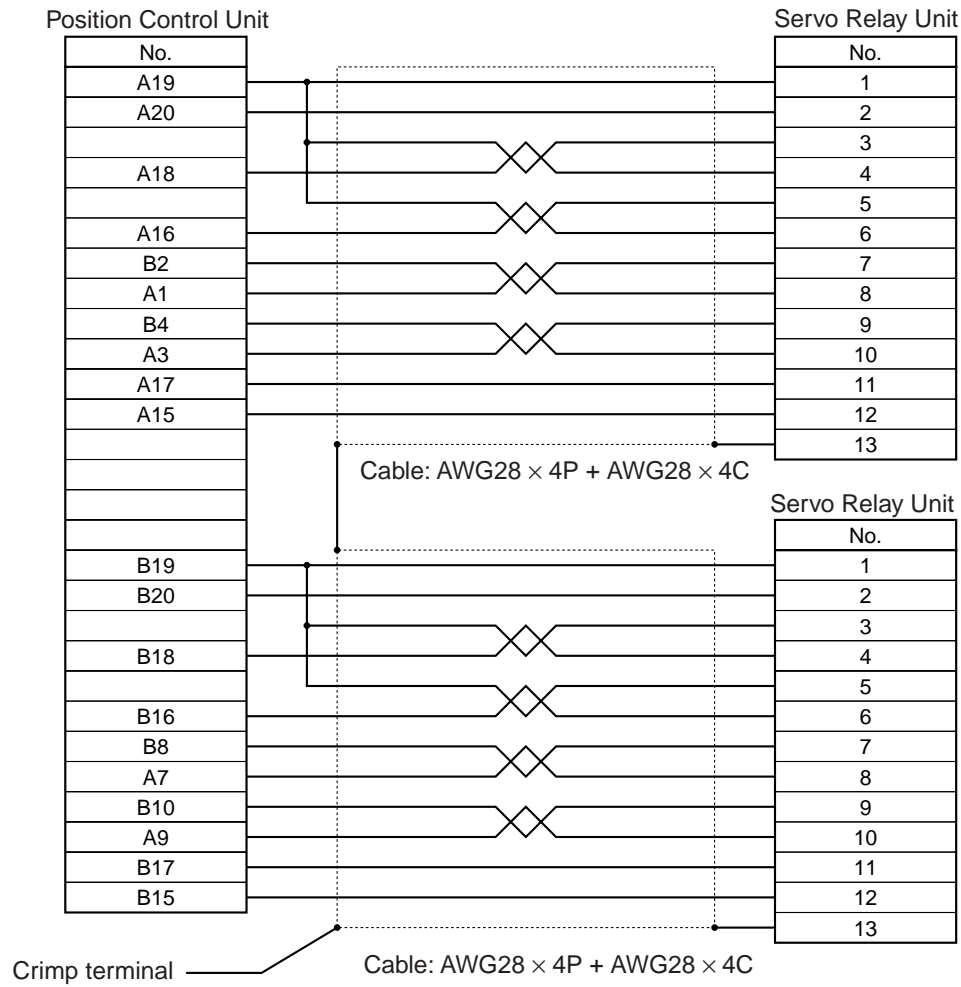 Position Control Unit
Servo Relay Unit
No.
No.
A19
1
A20
2
3
A18
4
5
A16
6
B2
7
A1
8
B4
9
A3
10
A17
11
A15
12
13
Cable: AWG28 × 4P + AWG28 × 4C
Servo Relay Unit
No.
B19
1
B20
2
3
B18
4
5
B16
6
B8
7
A7
8
B10
9
A9
10
B17
11
B15
12
13
Crimp terminal
Cable: AWG28 × 4P + AWG28 × 4C